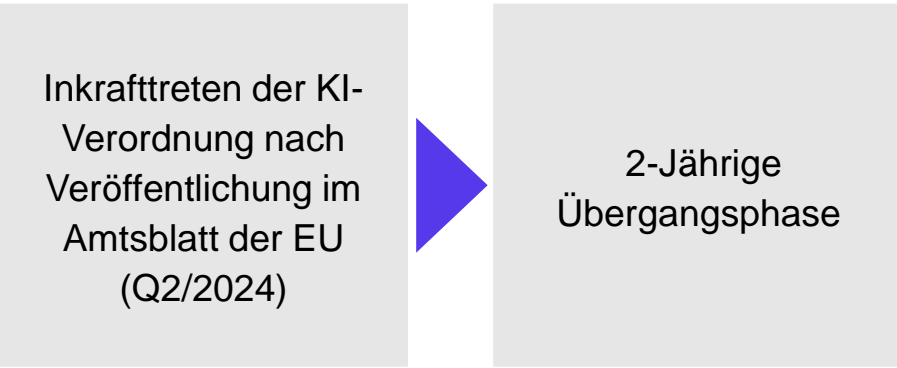 Inkrafttreten der KI-
Verordnung nach
Veröffentlichung im
Amtsblatt der EU
(Q2/2024)
2-Jährige
Übergangsphase